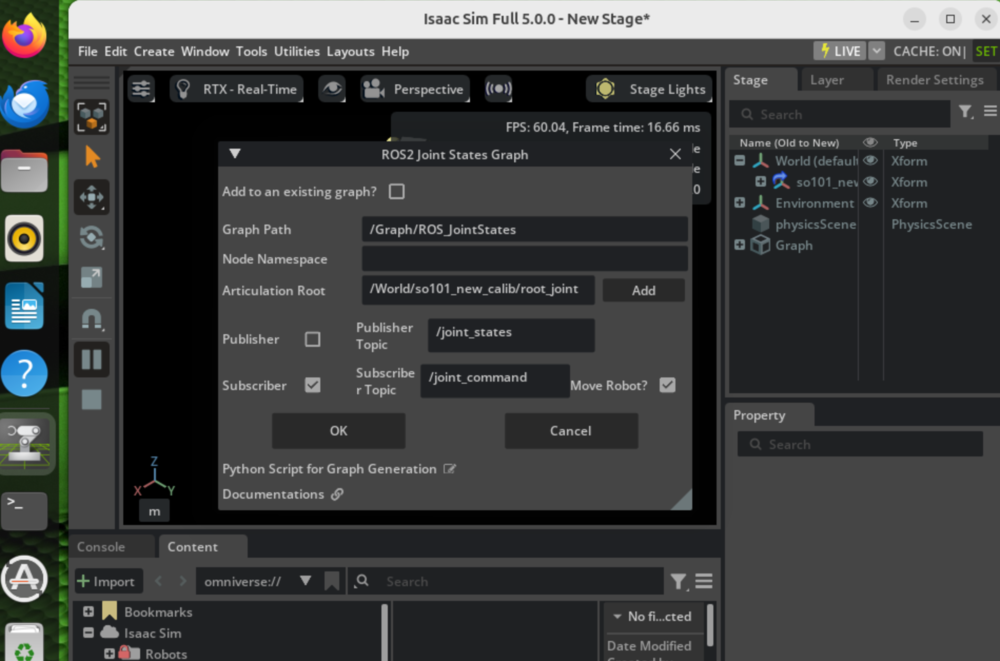 Isaac Sim Full 5.0.0 - New Stage*
File Edit Create Window Tools Utilities Layouts Help
LIVE
CACHE: ON|
SET
RTX - Real-Time
Perspective
Stage Lights
FPS: 60.04, Frame time: 16.66 ms
le
le
0
ROS2 Joint States Graph
Add to an existing graph?
Graph Path
/Graph/ROS_JointStates
Node Namespace
Articulation Root
/World/so101_new_calib/root_joint
Add
Publisher
Publisher
Topic
/joint_states
Subscriber
Subscribe
r Topic
/joint_command
Move Robot?
OK
Cancel
Python Script for Graph Generation
Documentations
Z
X
Y
m
Stage
Layer
Render Settings
Search
Name (Old to New)
Type
World (defaul
Xform
so101_nev
Xform
Environment
Xform
physicsScene
PhysicsScene
Graph
Property
Search
Console
Content
Import
omniverse://
Search
Bookmarks
Isaac Sim
Robots
No fi...cted
Date Modified